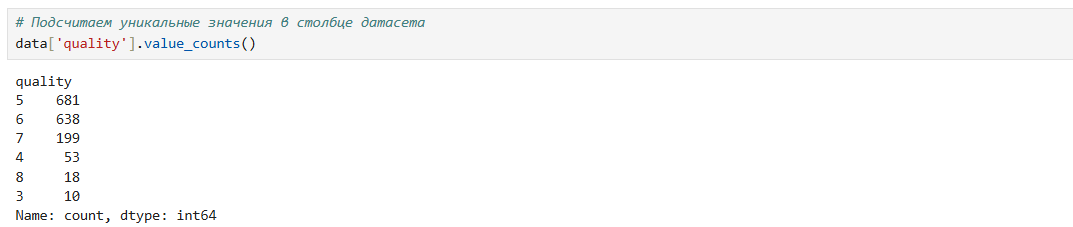 # Подсчитаем уникальные значения в столбце датасета
data['quality'].value_counts()
quality
5    681
6    638
7    199
4     53
8     18
3     10
Name: count, dtype: int64